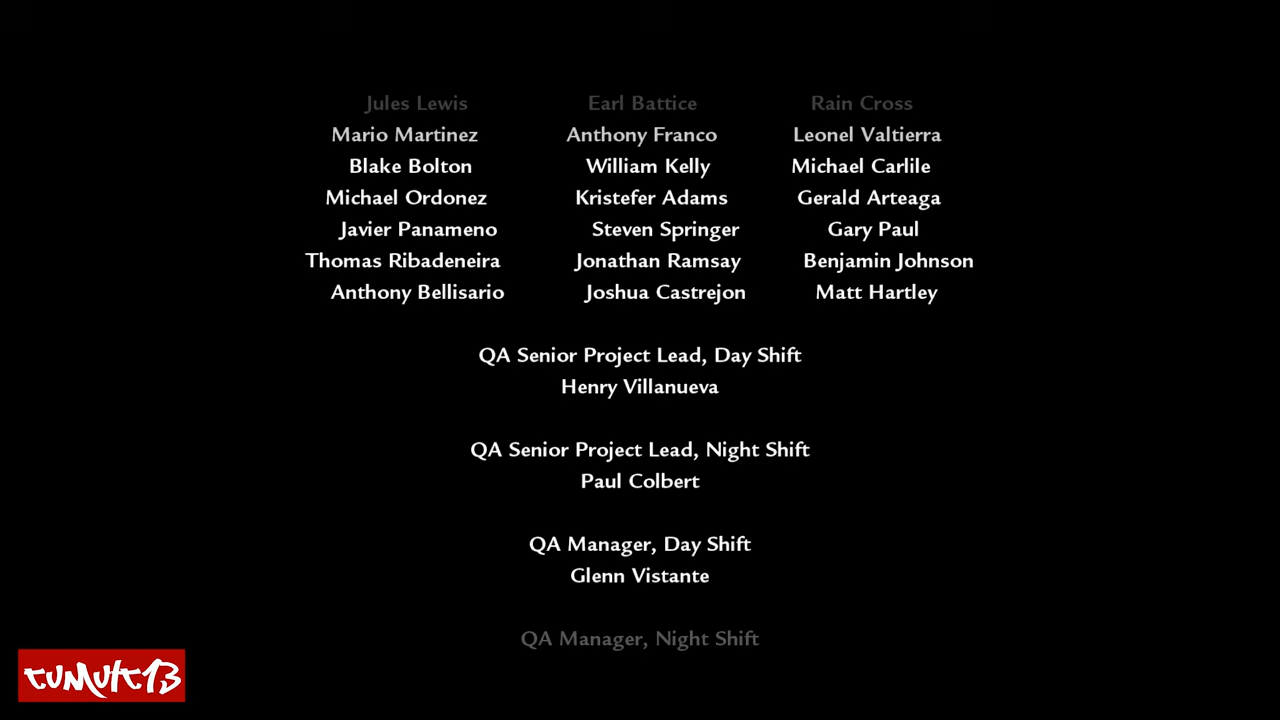 Jules Lewis Earl Battice Rain Cross
Mario Martinez Anthony Franco Leonel Valtierra
Blake Bolton William Kelly Michael Carlile
Michael Ordonez Kristefer Adams Gerald Arteaga
Javier Panameno Steven Springer Gary Paul
Thomas Ribadeneira Jonathan Ramsay Benjamin Johnson
Anthony Bellisario Joshua Castrejon Matt Hartley
QA Senior Project Lead, Day Shift
Henry Villanueva
QA Senior Project Lead, Night Shift
Paul Colbert
QA Manager, Day Shift
Glenn Vistante
QA Manager, Night Shift
TUMUlt13